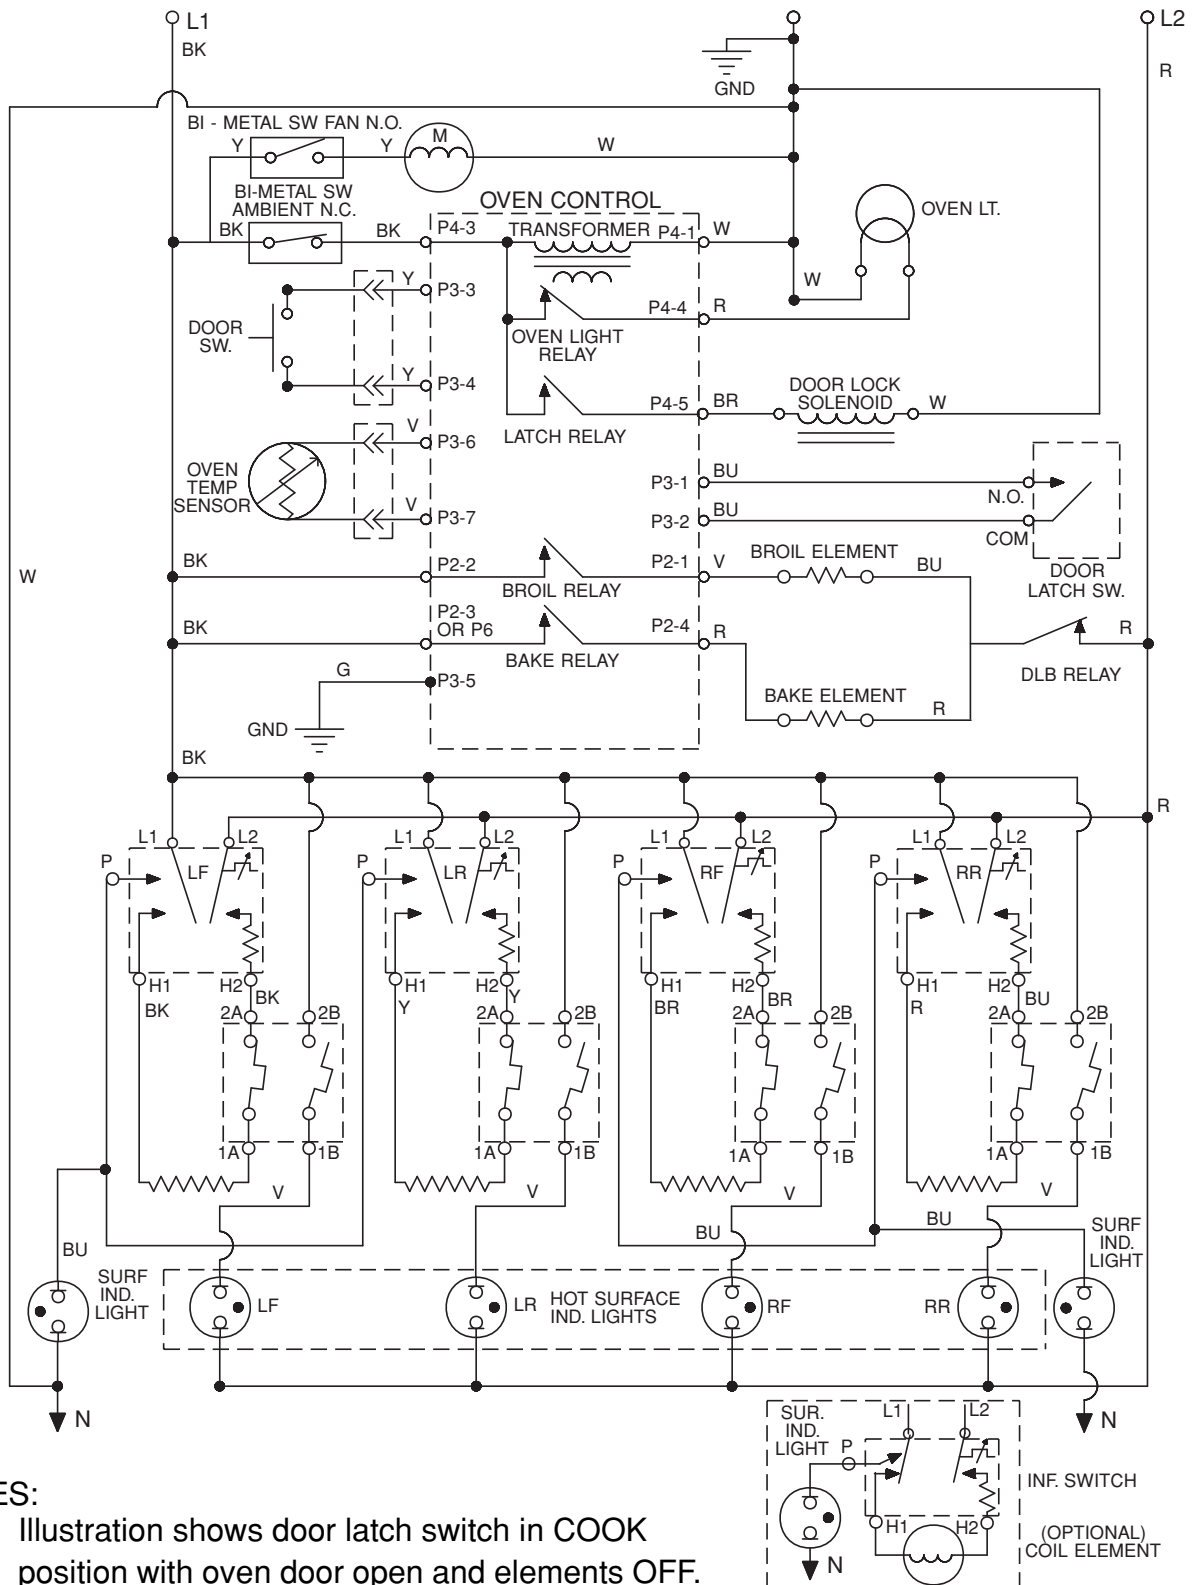 L1
L2
BK
R
GND
BI - METAL SW FAN N.O.
Y
Y
M
W
BI-METAL SW
AMBIENT N.C.
BK
BK
OVEN CONTROL
P4-3
TRANSFORMER
P4-1
W
OVEN LT.
W
Y
P3-3
P4-4
R
DOOR
SW.
OVEN LIGHT
RELAY
Y
P3-4
P4-5
BR
DOOR LOCK
SOLENOID
W
LATCH RELAY
V
P3-6
OVEN
TEMP
SENSOR
V
P3-7
P3-1
BU
N.O.
P3-2
BU
COM
DOOR
LATCH SW.
W
BK
P2-2
BROIL RELAY
P2-1
V
BROIL ELEMENT
BU
BK
P2-3
OR P6
BAKE RELAY
P2-4
R
R
DLB RELAY
G
P3-5
BAKE ELEMENT
R
GND
BK
R
L1
L2
L1
L2
L1
L2
L1
L2
P
LF
P
LR
P
RF
P
RR
H1
H2
H1
H2
H1
H2
H1
H2
BK
BK
Y
Y
BR
BR
R
BU
2A
2B
2A
2B
2A
2B
2A
2B
1A
1B
1A
1B
1A
1B
1A
1B
V
V
V
V
BU
BU
BU
SURF
IND.
LIGHT
SURF
IND.
LIGHT
LF
LR
HOT SURFACE
IND. LIGHTS
RF
RR
N
N
SUR.
IND.
LIGHT
L1
L2
P
INF. SWITCH
H1
H2
N
(OPTIONAL)
COIL ELEMENT
ES:
Illustration shows door latch switch in COOK
position with oven door open and elements OFF.